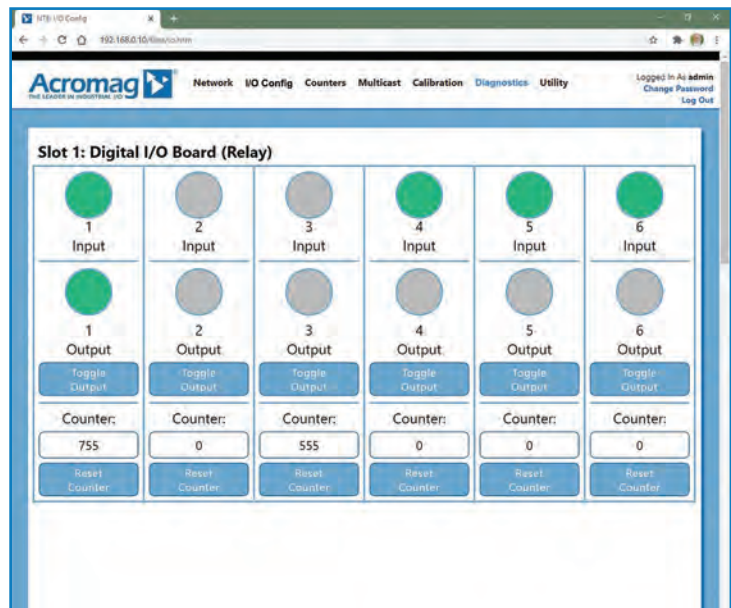 NTE I/O Config
192.168.0.10
Acromag
THE LEADER IN INDUSTRIAL I/O
Network I/O Config Counters Multicast Calibration Diagnostics Utility
Logged In As admin
Change Password
Log Out
Slot 1: Digital I/O Board (Relay)
1 2 3 4 5 6
Input Input Input Input Input Input
1 2 3 4 5 6
Output Output Output Output Output Output
Toggle Toggle Toggle Toggle Toggle Toggle
Output Output Output Output Output Output
Counter: Counter: Counter: Counter: Counter: Counter:
755 0 555 0 0 0
Reset Reset Reset Reset Reset Reset
Counter Counter Counter Counter Counter Counter